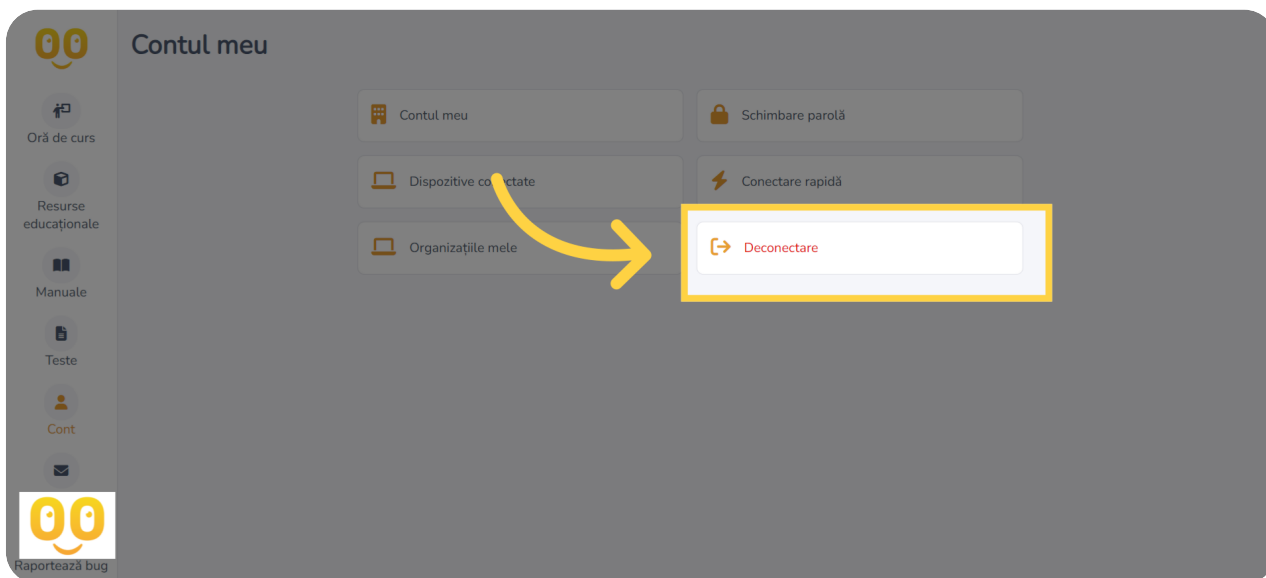 Contul meu
Oră de curs
Resurse
educaționale
Manuale
Teste
Cont
Raportează bug
Contul meu
Schimbare parolă
Dispozitive conectate
Conectare rapidă
Organizațiile mele
Deconectare